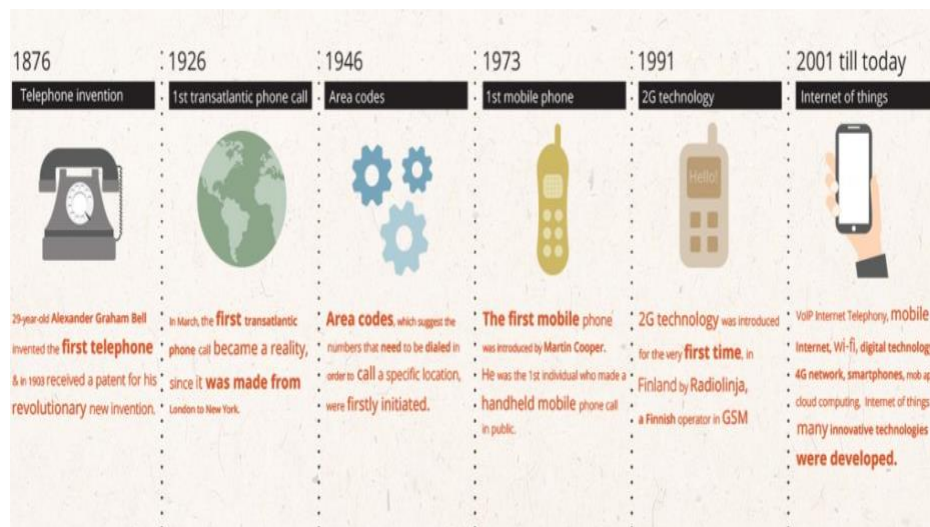 1876
Telephone invention
29-year-old Alexander Graham Bell
invented the first telephone
& in 1903 received a patent for his
revolutionary new invention.
1926
1st transatlantic phone call
In March, the first transatlantic
phone call became a reality,
since it was made from
London to New York.
1946
Area codes
Area codes, which suggest the
numbers that need to be dialed in
order to call a specific location,
were firstly initiated.
1973
1st mobile phone
The first mobile phone
was introduced by Martin Cooper.
He was the 1st individual who made a
handheld mobile phone call
in public.
1991
2G technology
Hello!
2G technology was introduced
for the very first time, in
Finland by Radiolinja,
a Finnish operator in GSM
2001 till today
Internet of things
VoIP Internet Telephony, mobile
Internet, Wi-fi, digital technology
4G network, smartphones, mob ap
cloud computing, Internet of things
many innovative technologies
were developed.